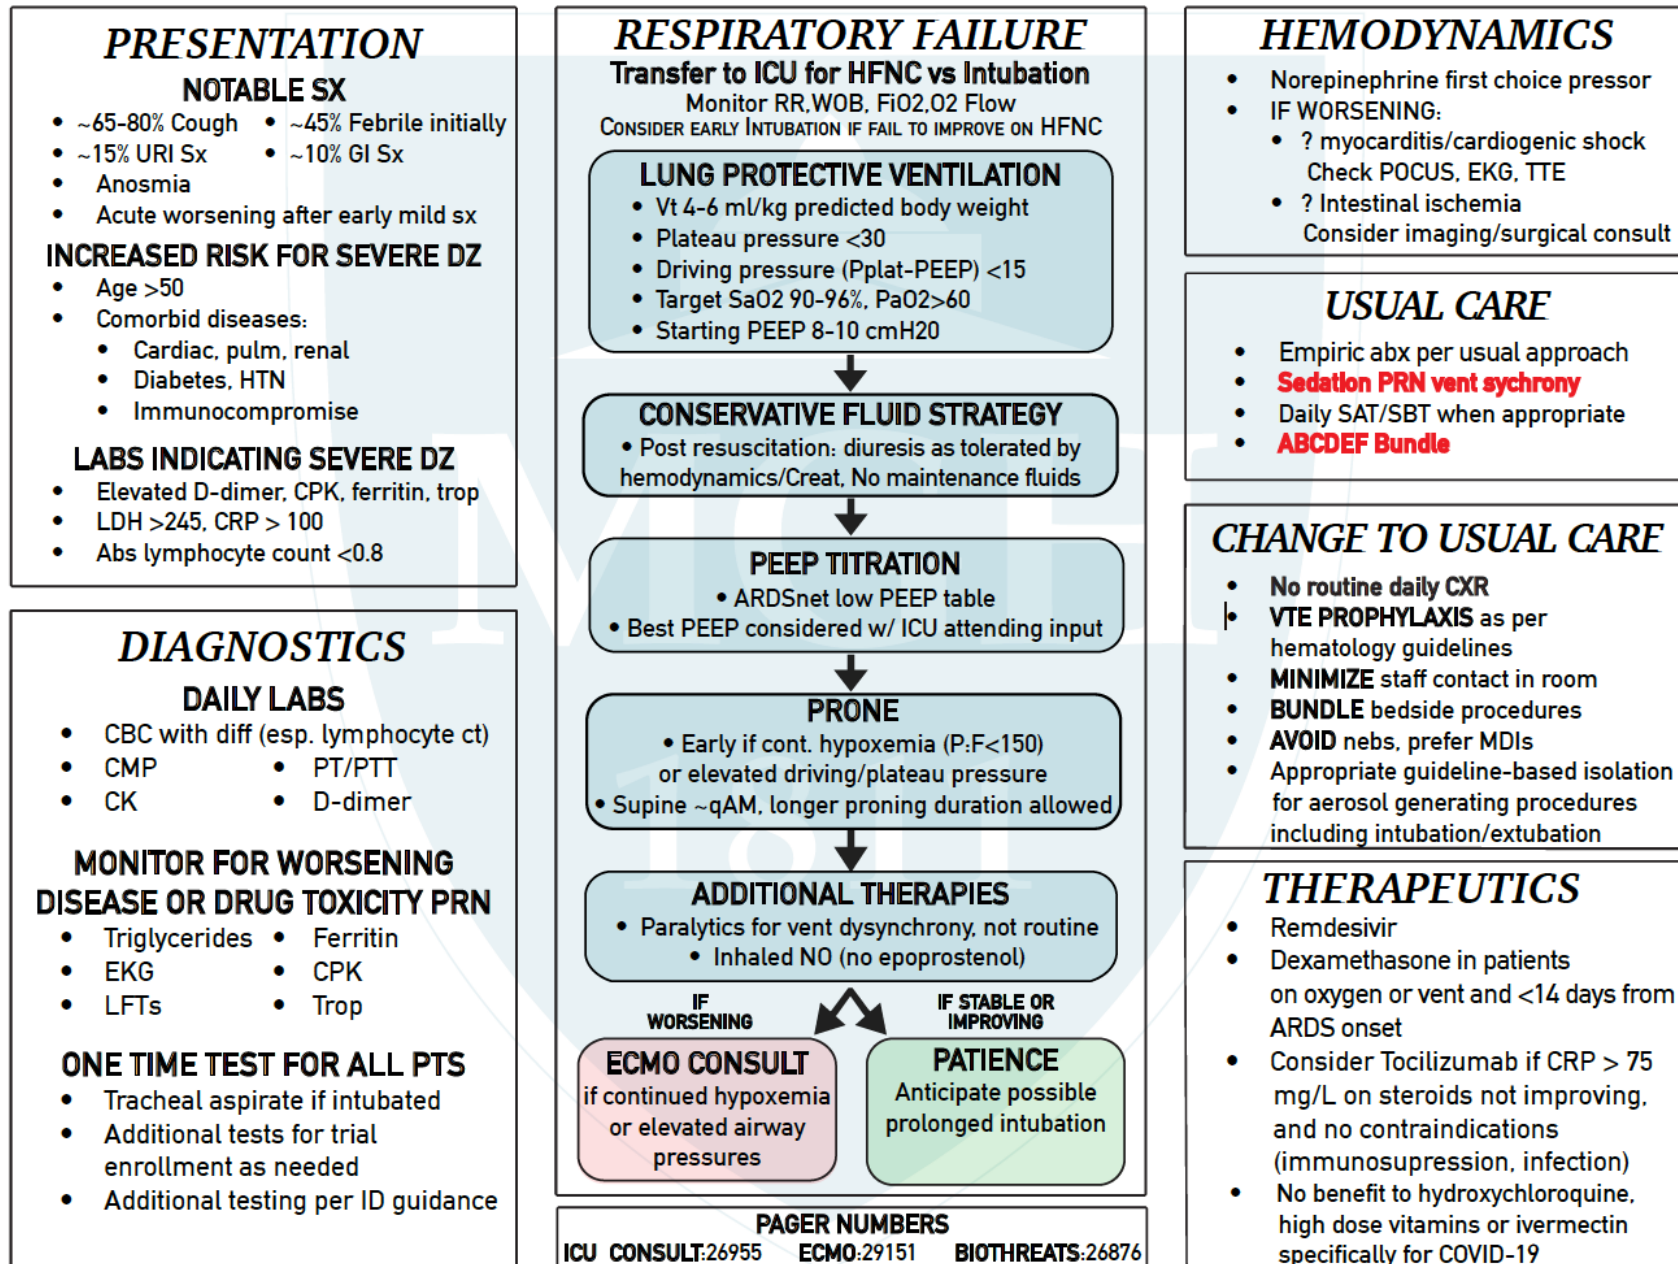 PRESENTATION
NOTABLE SX
• ~65-80% Cough • ~45% Febrile initially
• ~15% URI Sx • ~10% GI Sx
• Anosmia
• Acute worsening after early mild sx
INCREASED RISK FOR SEVERE DZ
• Age >50
• Comorbid diseases:
• Cardiac, pulm, renal
• Diabetes, HTN
• Immunocompromise
LABS INDICATING SEVERE DZ
• Elevated D-dimer, CPK, ferritin, trop
• LDH >245, CRP > 100
• Abs lymphocyte count <0.8
DIAGNOSTICS
DAILY LABS
• CBC with diff (esp. lymphocyte ct)
• CMP • PT/PTT
• CK • D-dimer
MONITOR FOR WORSENING
DISEASE OR DRUG TOXICITY PRN
• Triglycerides • Ferritin
• EKG • CPK
• LFTs • Trop
ONE TIME TEST FOR ALL PTS
• Tracheal aspirate if intubated
• Additional tests for trial
enrollment as needed
• Additional testing per ID guidance
RESPIRATORY FAILURE
Transfer to ICU for HFNC vs Intubation
Monitor RR,WOB, FiO2,O2 Flow
CONSIDER EARLY INTUBATION IF FAIL TO IMPROVE ON HFNC
LUNG PROTECTIVE VENTILATION
• Vt 4-6 ml/kg predicted body weight
• Plateau pressure <30
• Driving pressure (Pplat-PEEP) <15
• Target SaO2 90-96%, PaO2>60
• Starting PEEP 8-10 cmH20
CONSERVATIVE FLUID STRATEGY
• Post resuscitation: diuresis as tolerated by
hemodynamics/Creat, No maintenance fluids
PEEP TITRATION
• ARDSnet low PEEP table
• Best PEEP considered w/ ICU attending input
PRONE
• Early if cont. hypoxemia (P:F<150)
or elevated driving/plateau pressure
• Supine ~qAM, longer proning duration allowed
ADDITIONAL THERAPIES
• Paralytics for vent dysynchrony, not routine
• Inhaled NO (no epoprostenol)
IF
WORSENING
IF STABLE OR
IMPROVING
ECMO CONSULT
if continued hypoxemia
or elevated airway
pressures
PATIENCE
Anticipate possible
prolonged intubation
PAGER NUMBERS
ICU CONSULT:26955 ECMO:29151 BIOTHREATS:26876
HEMODYNAMICS
• Norepinephrine first choice pressor
• IF WORSENING:
• ? myocarditis/cardiogenic shock
Check POCUS, EKG, TTE
• ? Intestinal ischemia
Consider imaging/surgical consult
USUAL CARE
• Empiric abx per usual approach
• Sedation PRN vent sychrony
• Daily SAT/SBT when appropriate
• ABCDEF Bundle
CHANGE TO USUAL CARE
• No routine daily CXR
• VTE PROPHYLAXIS as per
hematology guidelines
• MINIMIZE staff contact in room
• BUNDLE bedside procedures
• AVOID nebs, prefer MDIs
• Appropriate guideline-based isolation
for aerosol generating procedures
including intubation/extubation
THERAPEUTICS
• Remdesivir
• Dexamethasone in patients
on oxygen or vent and <14 days from
ARDS onset
• Consider Tocilizumab if CRP > 75
mg/L on steroids not improving,
and no contraindications
(immunosupression, infection)
• No benefit to hydroxychloroquine,
high dose vitamins or ivermectin
specifically for COVID-19
MGH
1811